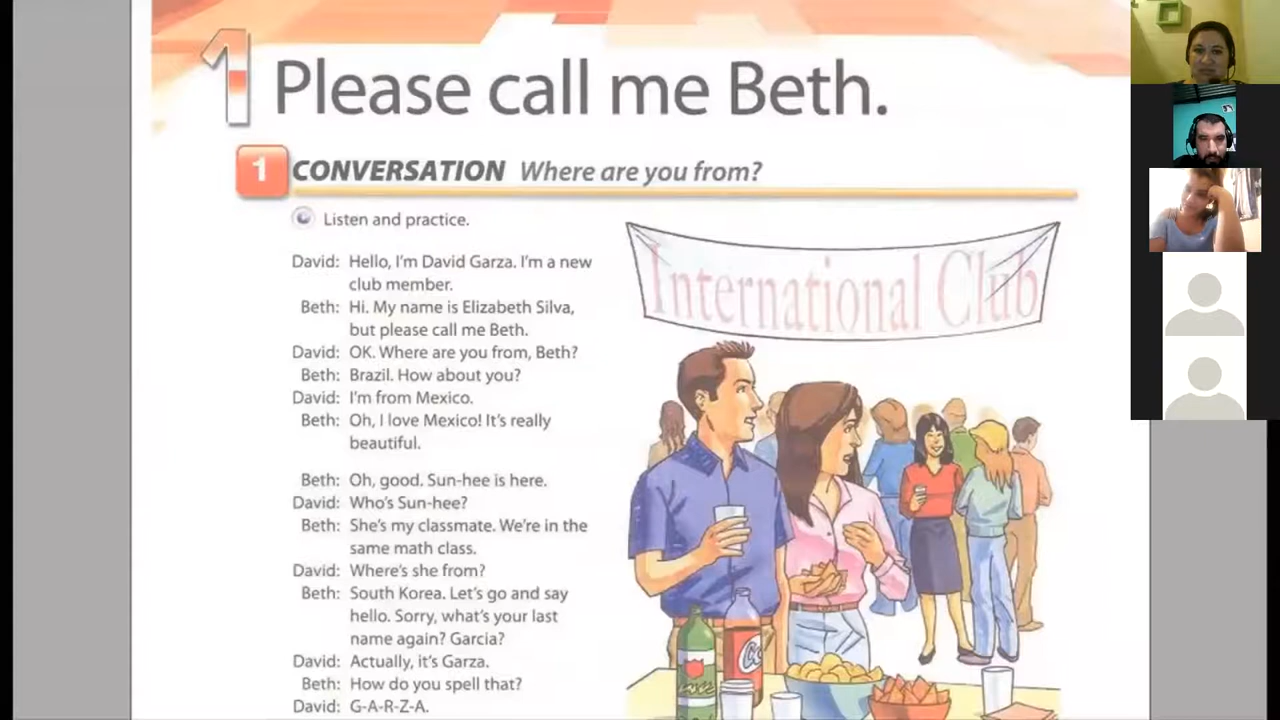 1 Please call me Beth.
1 CONVERSATION Where are you from?
Listen and practice.
David: Hello, I'm David Garza. I'm a new
club member.
Beth: Hi. My name is Elizabeth Silva,
but please call me Beth.
David: OK. Where are you from, Beth?
Beth: Brazil. How about you?
David: I'm from Mexico.
Beth: Oh, I love Mexico! It's really
beautiful.
Beth: Oh, good. Sun-hee is here.
David: Who's Sun-hee?
Beth: She's my classmate. We're in the
same math class.
David: Where's she from?
Beth: South Korea. Let's go and say
hello. Sorry, what's your last
name again? Garcia?
David: Actually, it's Garza.
Beth: How do you spell that?
David: G-A-R-Z-A.
International Club